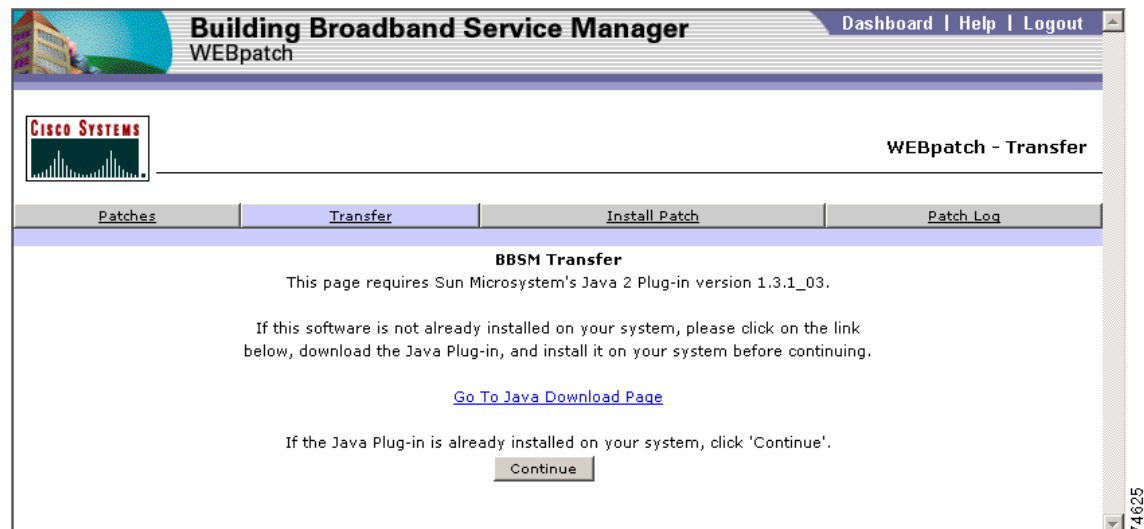 Building Broadband Service Manager
WEBpatch
Dashboard | Help | Logout
CISCO SYSTEMS
WEBpatch - Transfer
Patches
Transfer
Install Patch
Patch Log
BBSM Transfer
This page requires Sun Microsystem's Java 2 Plug-in version 1.3.1_03.
If this software is not already installed on your system, please click on the link
below, download the Java Plug-in, and install it on your system before continuing.
Go To Java Download Page
If the Java Plug-in is already installed on your system, click 'Continue'.
Continue
74625